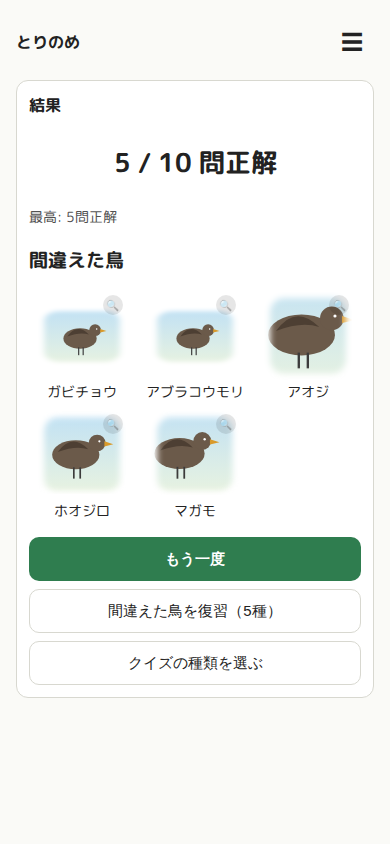 とりのめ
結果
5 / 10 問正解
最高: 5問正解
間違えた鳥
ガビチョウ
アブラコウモリ
アオジ
ホオジロ
マガモ
もう一度
間違えた鳥を復習（5種）
クイズの種類を選ぶ